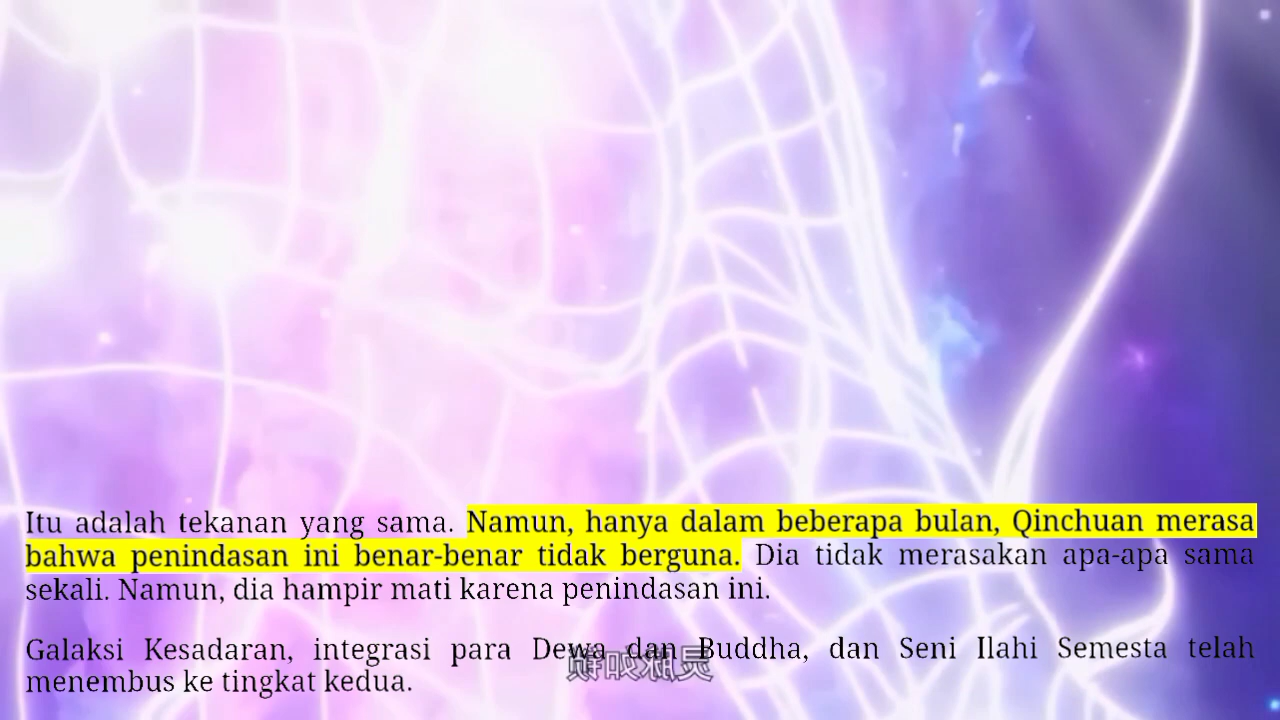 Itu adalah tekanan yang sama. Namun, hanya dalam beberapa bulan, Qinchuan merasa
bahwa penindasan ini benar-benar tidak berguna. Dia tidak merasakan apa-apa sama
sekali. Namun, dia hampir mati karena penindasan ini.
Galaksi Kesadaran, integrasi para Dewa dan Buddha, dan Seni Ilahi Semesta telah
menembus ke tingkat kedua.